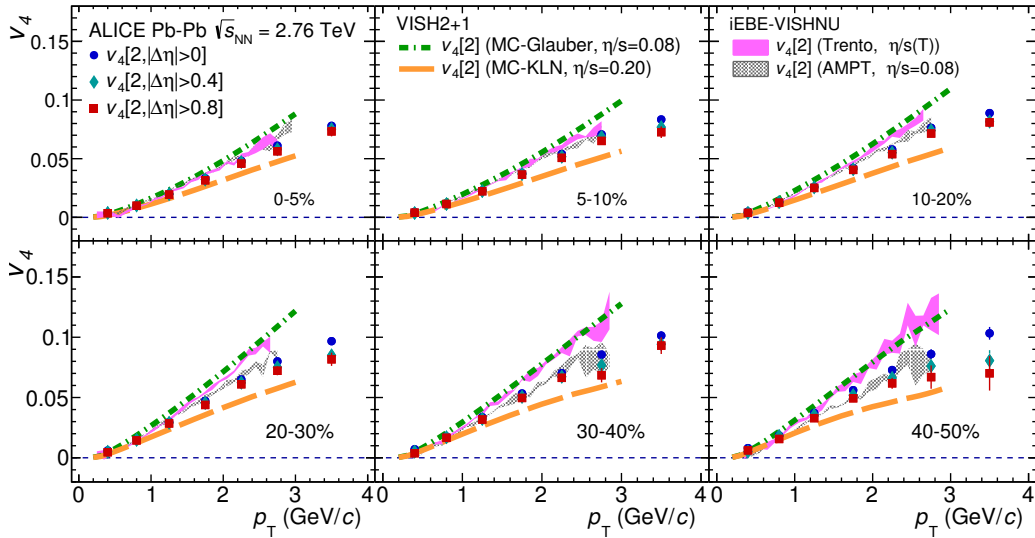 v₄
0.15
0.1
0.05
0
ALICE Pb-Pb √s_NN = 2.76 TeV
v₄[2,|Δη|>0]
v₄[2,|Δη|>0.4]
v₄[2,|Δη|>0.8]
0-5%
VISH2+1
v₄[2] (MC-Glauber, η/s=0.08)
v₄[2] (MC-KLN, η/s=0.20)
5-10%
iEBE-VISHNU
v₄[2] (Trento, η/s(T))
v₄[2] (AMPT, η/s=0.08)
10-20%
v₄
0.15
0.1
0.05
0
20-30%
30-40%
40-50%
0 1 2 3 4
0 1 2 3 4
0 1 2 3 4
p_T (GeV/c)
p_T (GeV/c)
p_T (GeV/c)